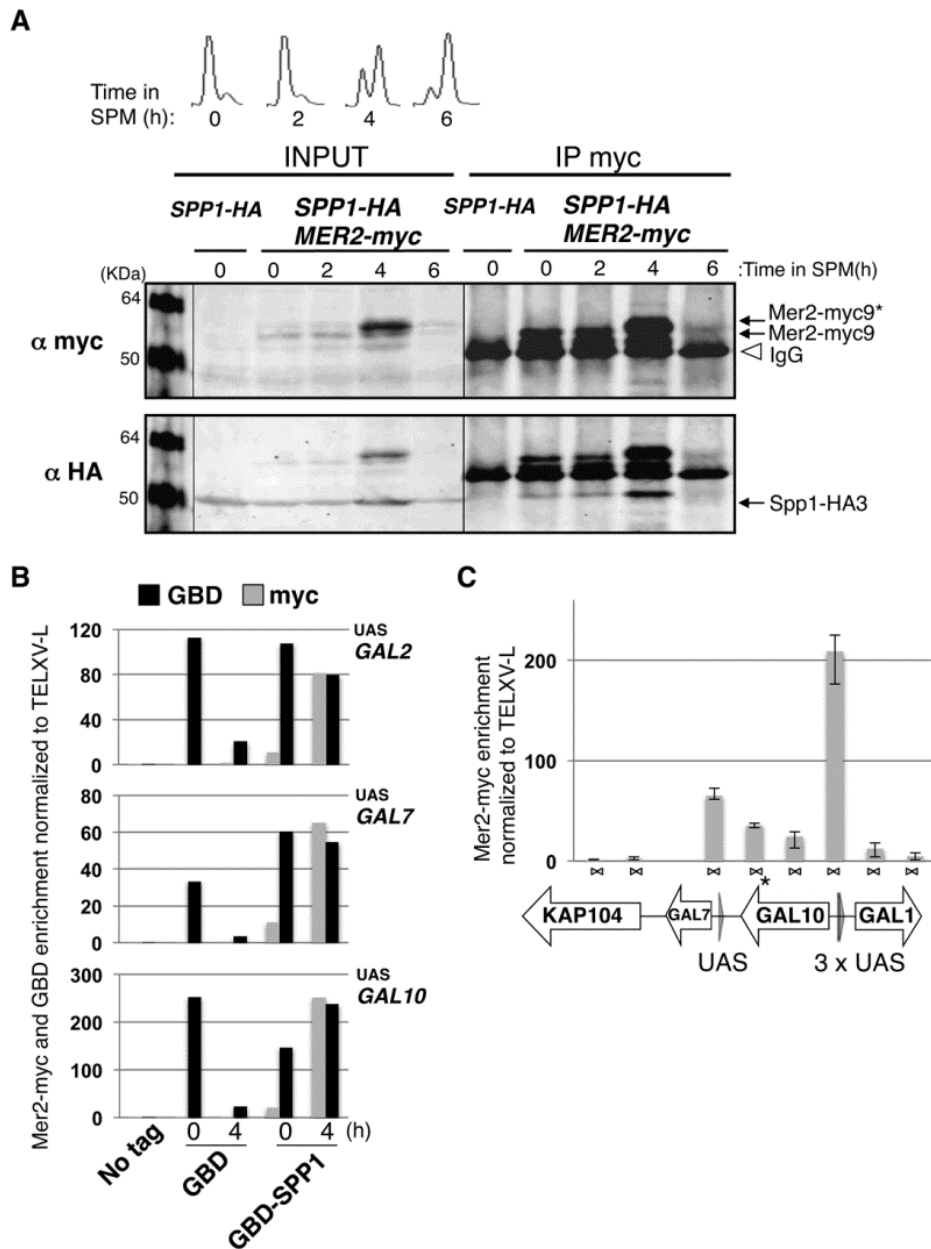 A
Time in
SPM (h): 0 2 4 6
INPUT IP myc
SPP1-HA SPP1-HA SPP1-HA SPP1-HA
MER2-myc MER2-myc
(KDa) 0 0 2 4 6 0 0 2 4 6 :Time in SPM(h)
64
α myc
50
Mer2-myc9*
Mer2-myc9
IgG
64
α HA
50
Spp1-HA3
B
GBD myc
Mer2-myc and GBD enrichment normalized to TELXV-L
120
80
40
0
UAS
GAL2
80
60
40
20
0
UAS
GAL7
300
200
100
0
UAS
GAL10
0 4 0 4 (h)
No tag GBD GBD-SPP1
C
Mer2-myc enrichment
normalized to TELXV-L
200
100
0
*
KAP104 GAL7 GAL10 GAL1
UAS 3 x UAS